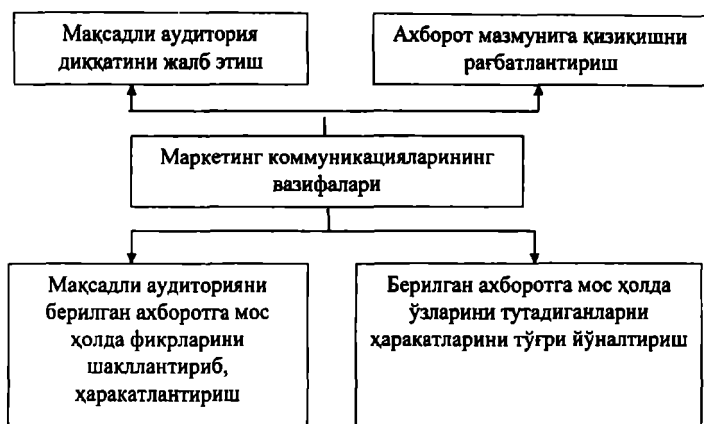 Мақсадли аудитория
диққатини жалб этиш
Ахборот мазмунига қизиқишни
рағбатлантириш
Маркетинг коммуникацияларининг
вазифалари
Мақсадли аудиторияни
берилган ахборотга мос
ҳолда фикрларини
шакллантириб,
ҳаракатлантириш
Берилган ахборотга мос ҳолда
ўзларини тутадиганларни
ҳаракатларини тўғри йўналтириш